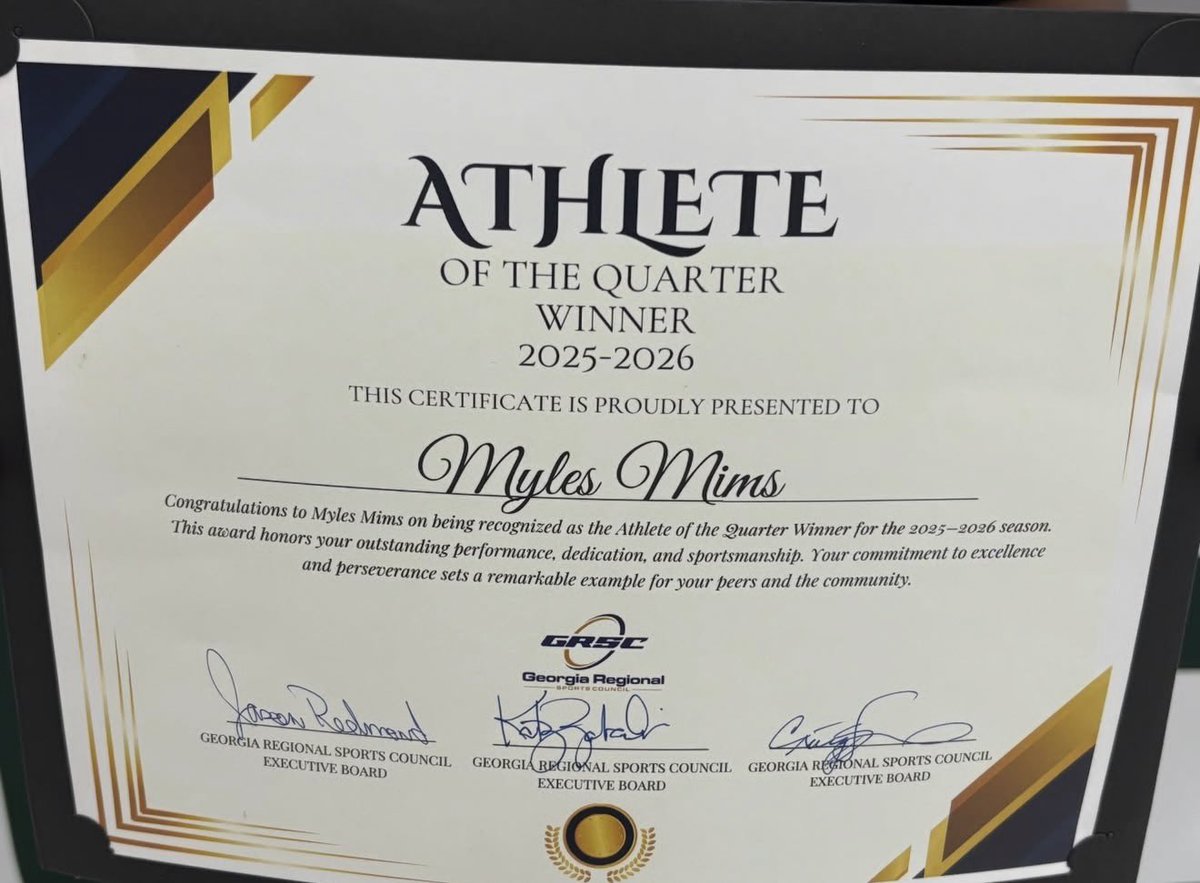 ATHLETE
OF THE QUARTER
WINNER
2025-2026
THIS CERTIFICATE IS PROUDLY PRESENTED TO
Myles Mims
Congratulations to Myles Mims on being recognized as the Athlete of the Quarter Winner for the 2025–2026 season.
This award honors your outstanding performance, dedication, and sportsmanship. Your commitment to excellence
and perseverance sets a remarkable example for your peers and the community.
GRSC
Georgia Regional
SPORTS COUNCIL
Jason Redmond
GEORGIA REGIONAL SPORTS COUNCIL
EXECUTIVE BOARD
GEORGIA REGIONAL SPORTS COUNCIL
EXECUTIVE BOARD
Craig
GEORGIA REGIONAL SPORTS COUNCIL
EXECUTIVE BOARD